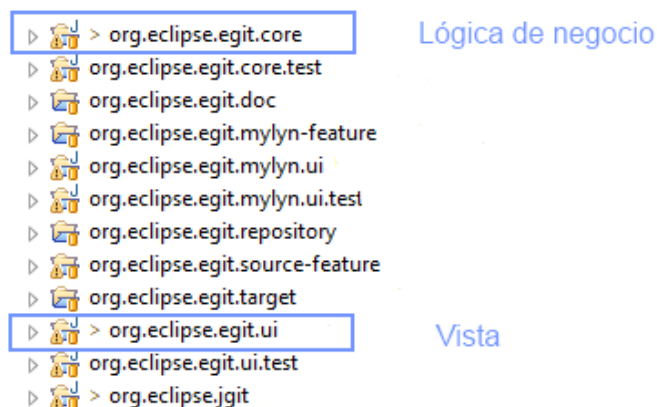 > org.eclipse.egit.core Lógica de negocio
org.eclipse.egit.core.test
org.eclipse.egit.doc
org.eclipse.egit.mylyn-feature
org.eclipse.egit.mylyn.ui
org.eclipse.egit.mylyn.ui.test
org.eclipse.egit.repository
org.eclipse.egit.source-feature
org.eclipse.egit.target
> org.eclipse.egit.ui Vista
org.eclipse.egit.ui.test
> org.eclipse.jgit